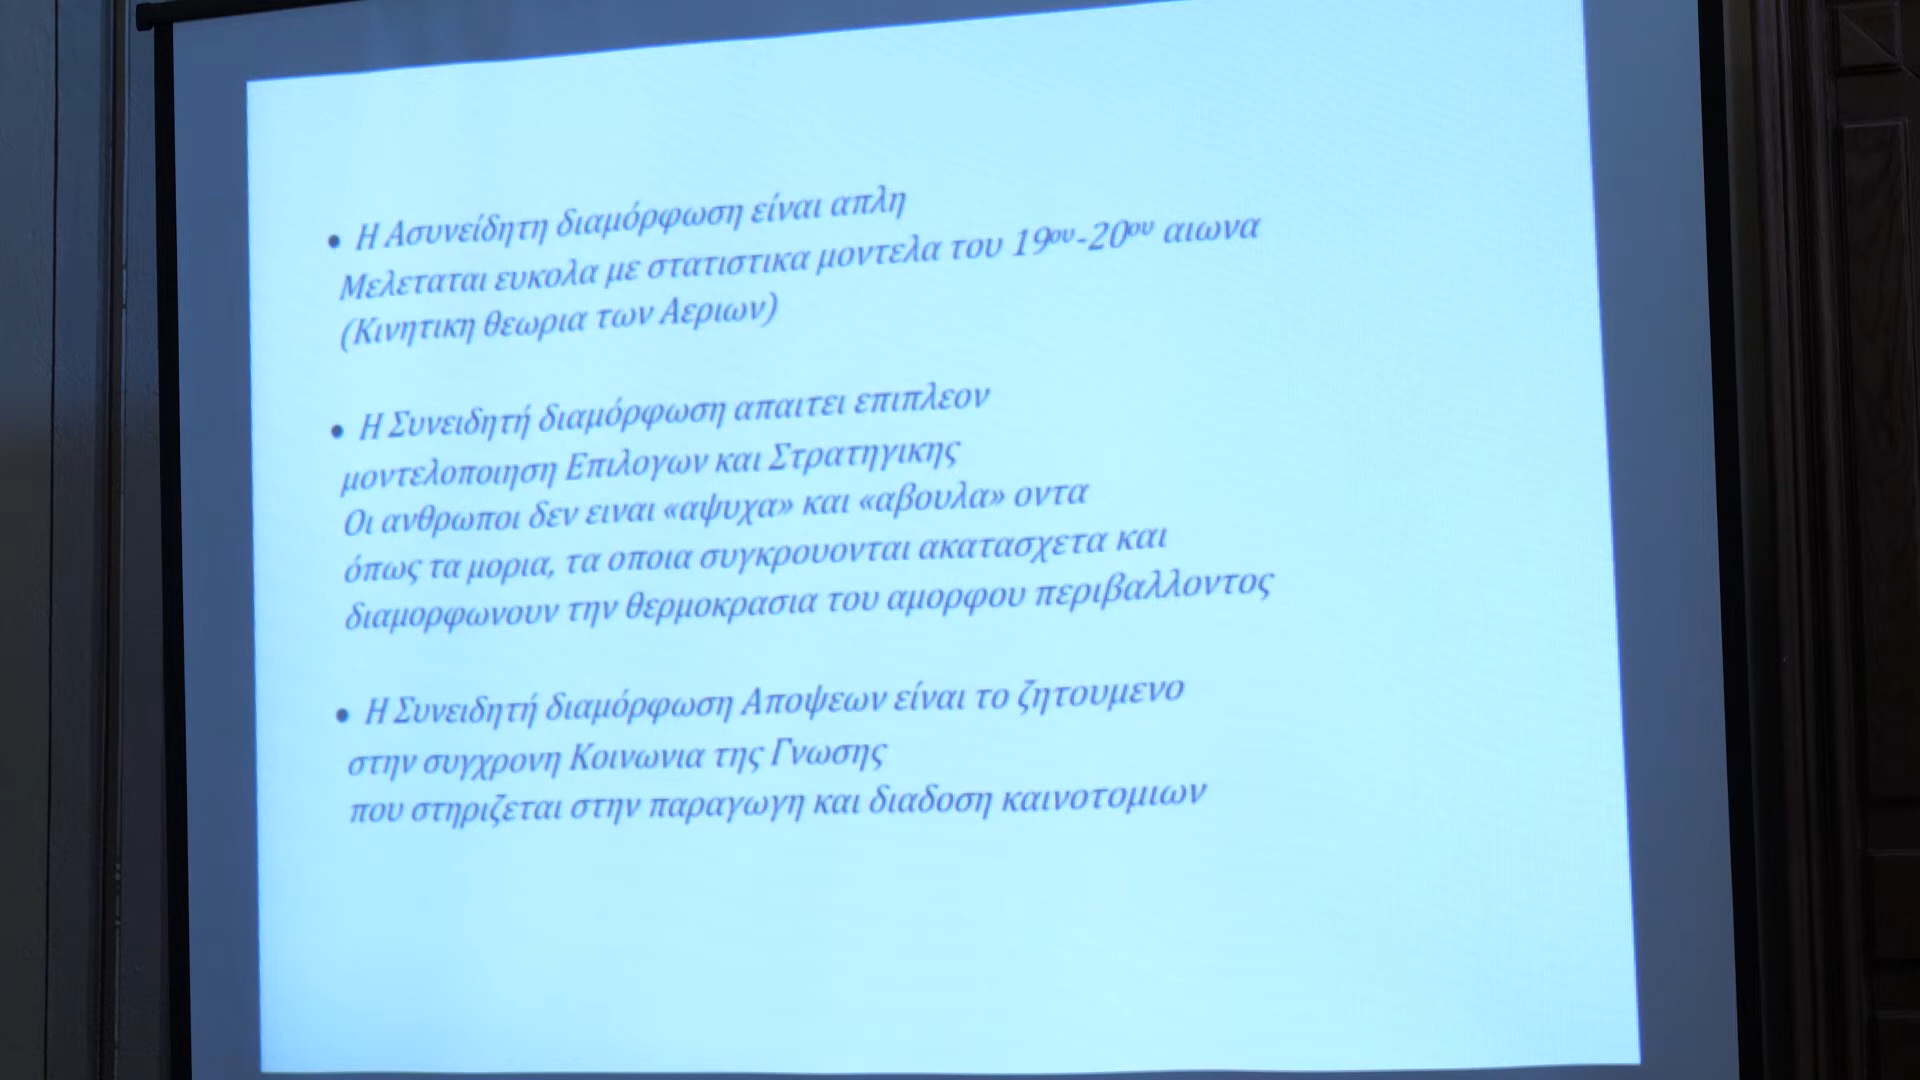 • Η Ασυνείδητη διαμόρφωση είναι απλη
Μελεταται ευκολα με στατιστικα μοντελα του 19ου-20ου αιωνα
(Κινητικη θεωρια των Αεριων)
• Η Συνειδητή διαμόρφωση απαιτει επιπλεον
μοντελοποιηση Επιλογων και Στρατηγικης
Οι ανθρωποι δεν ειναι «αψυχα» και «αβουλα» οντα
όπως τα μορια, τα οποια συγκρουονται ακατασχετα και
διαμορφωνουν την θερμοκρασια του αμορφου περιβαλλοντος
• Η Συνειδητή διαμόρφωση Αποψεων είναι το ζητουμενο
στην συγχρονη Κοινωνια της Γνωσης
που στηριζεται στην παραγωγη και διαδοση καινοτομιων